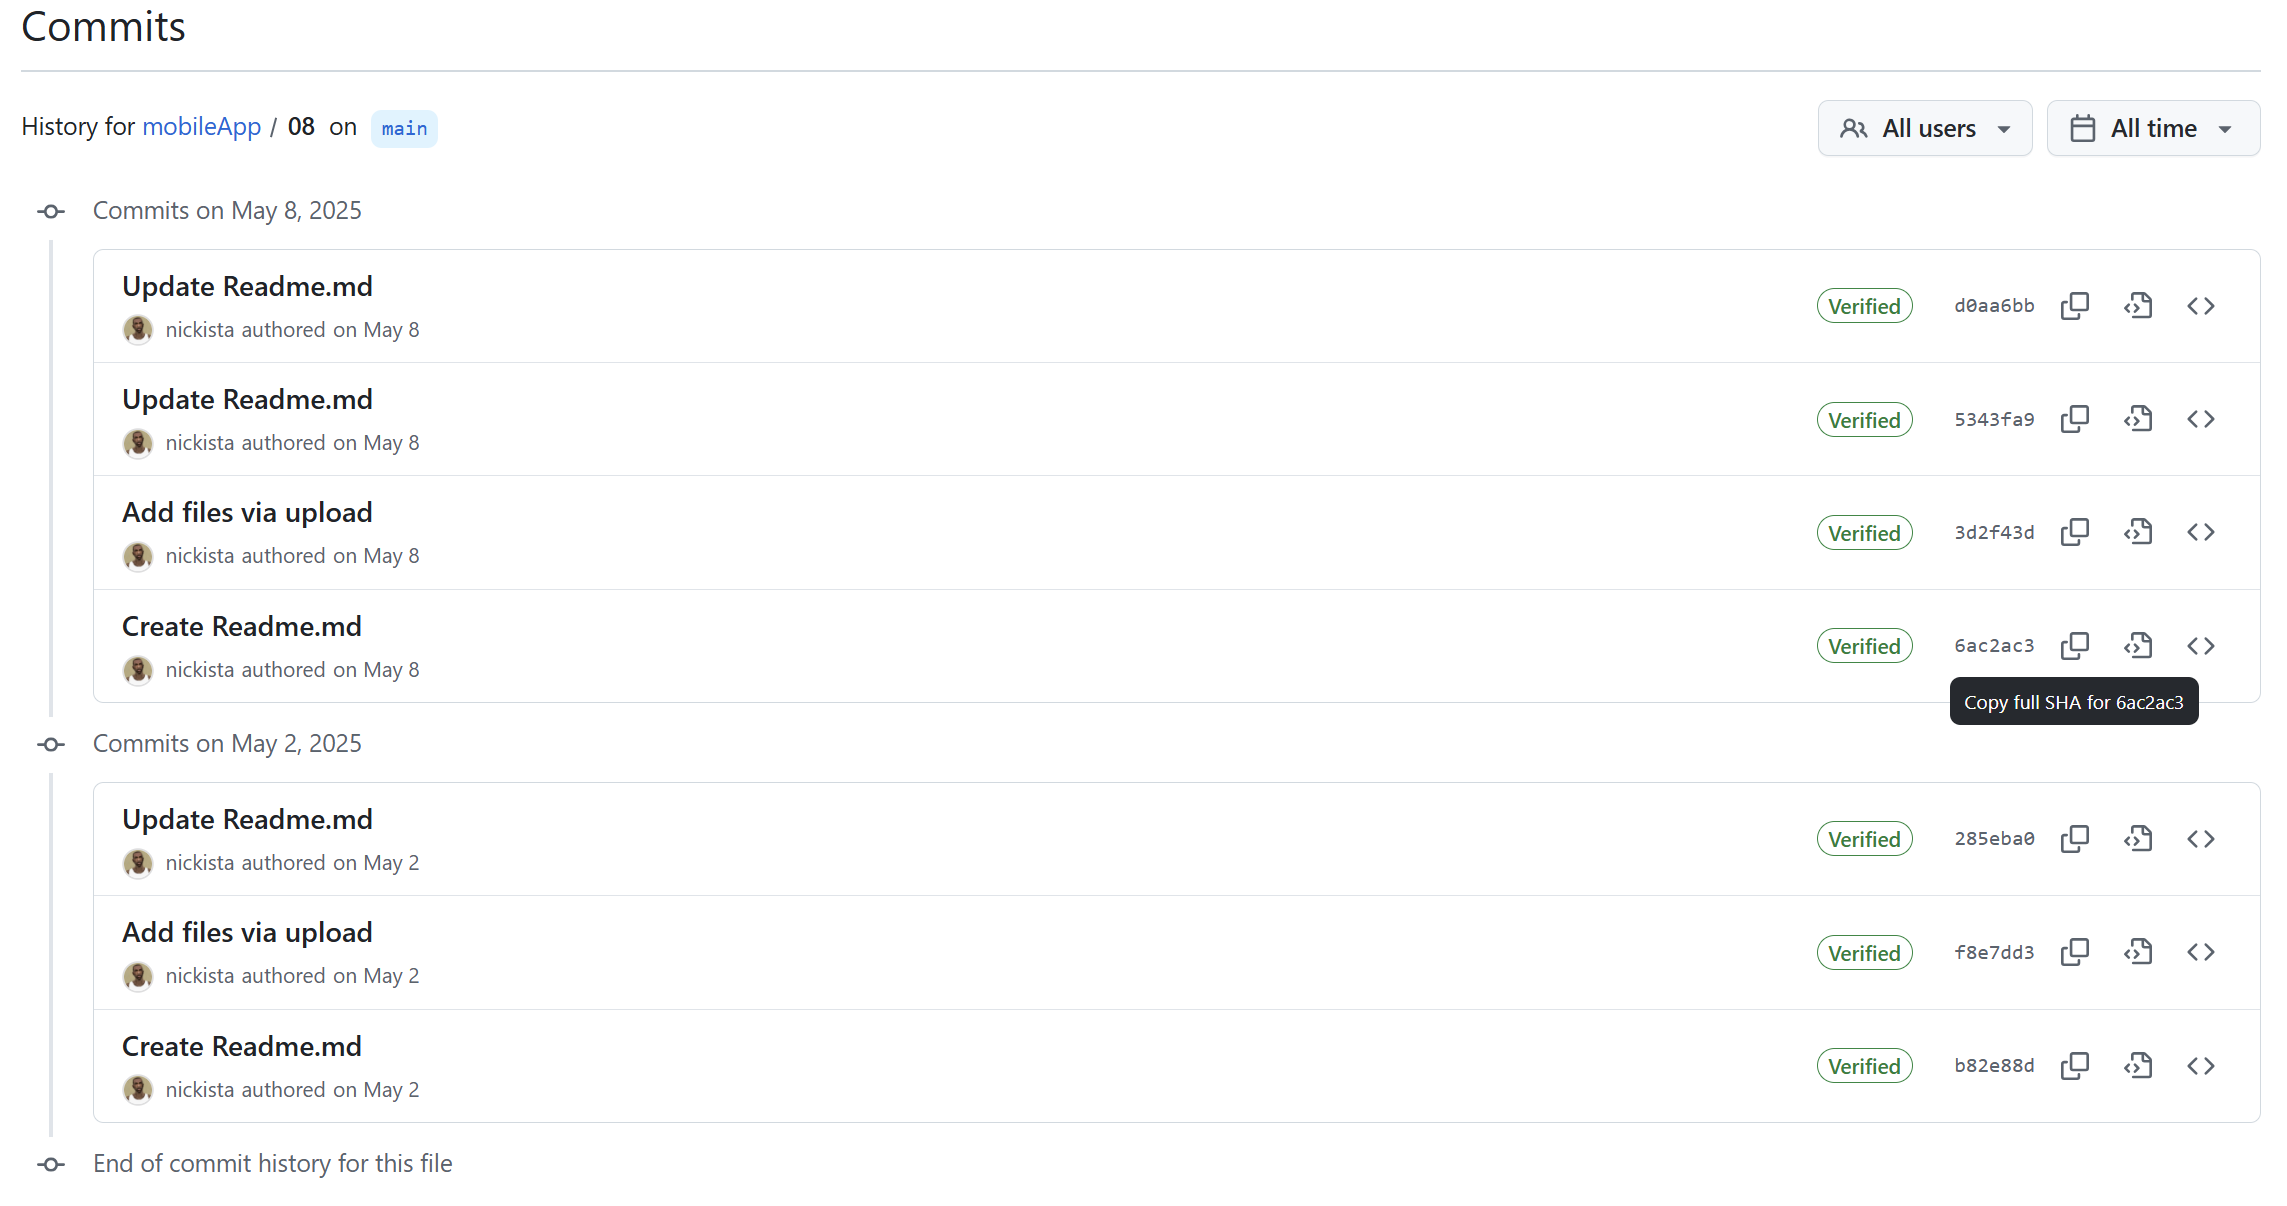 Commits
History for mobileApp / 08 on main
All users
All time
Commits on May 8, 2025
Update Readme.md
nickista authored on May 8
Verified
d0aa6bb
Update Readme.md
nickista authored on May 8
Verified
5343fa9
Add files via upload
nickista authored on May 8
Verified
3d2f43d
Create Readme.md
nickista authored on May 8
Verified
6ac2ac3
Copy full SHA for 6ac2ac3
Commits on May 2, 2025
Update Readme.md
nickista authored on May 2
Verified
285eba0
Add files via upload
nickista authored on May 2
Verified
f8e7dd3
Create Readme.md
nickista authored on May 2
Verified
b82e88d
End of commit history for this file